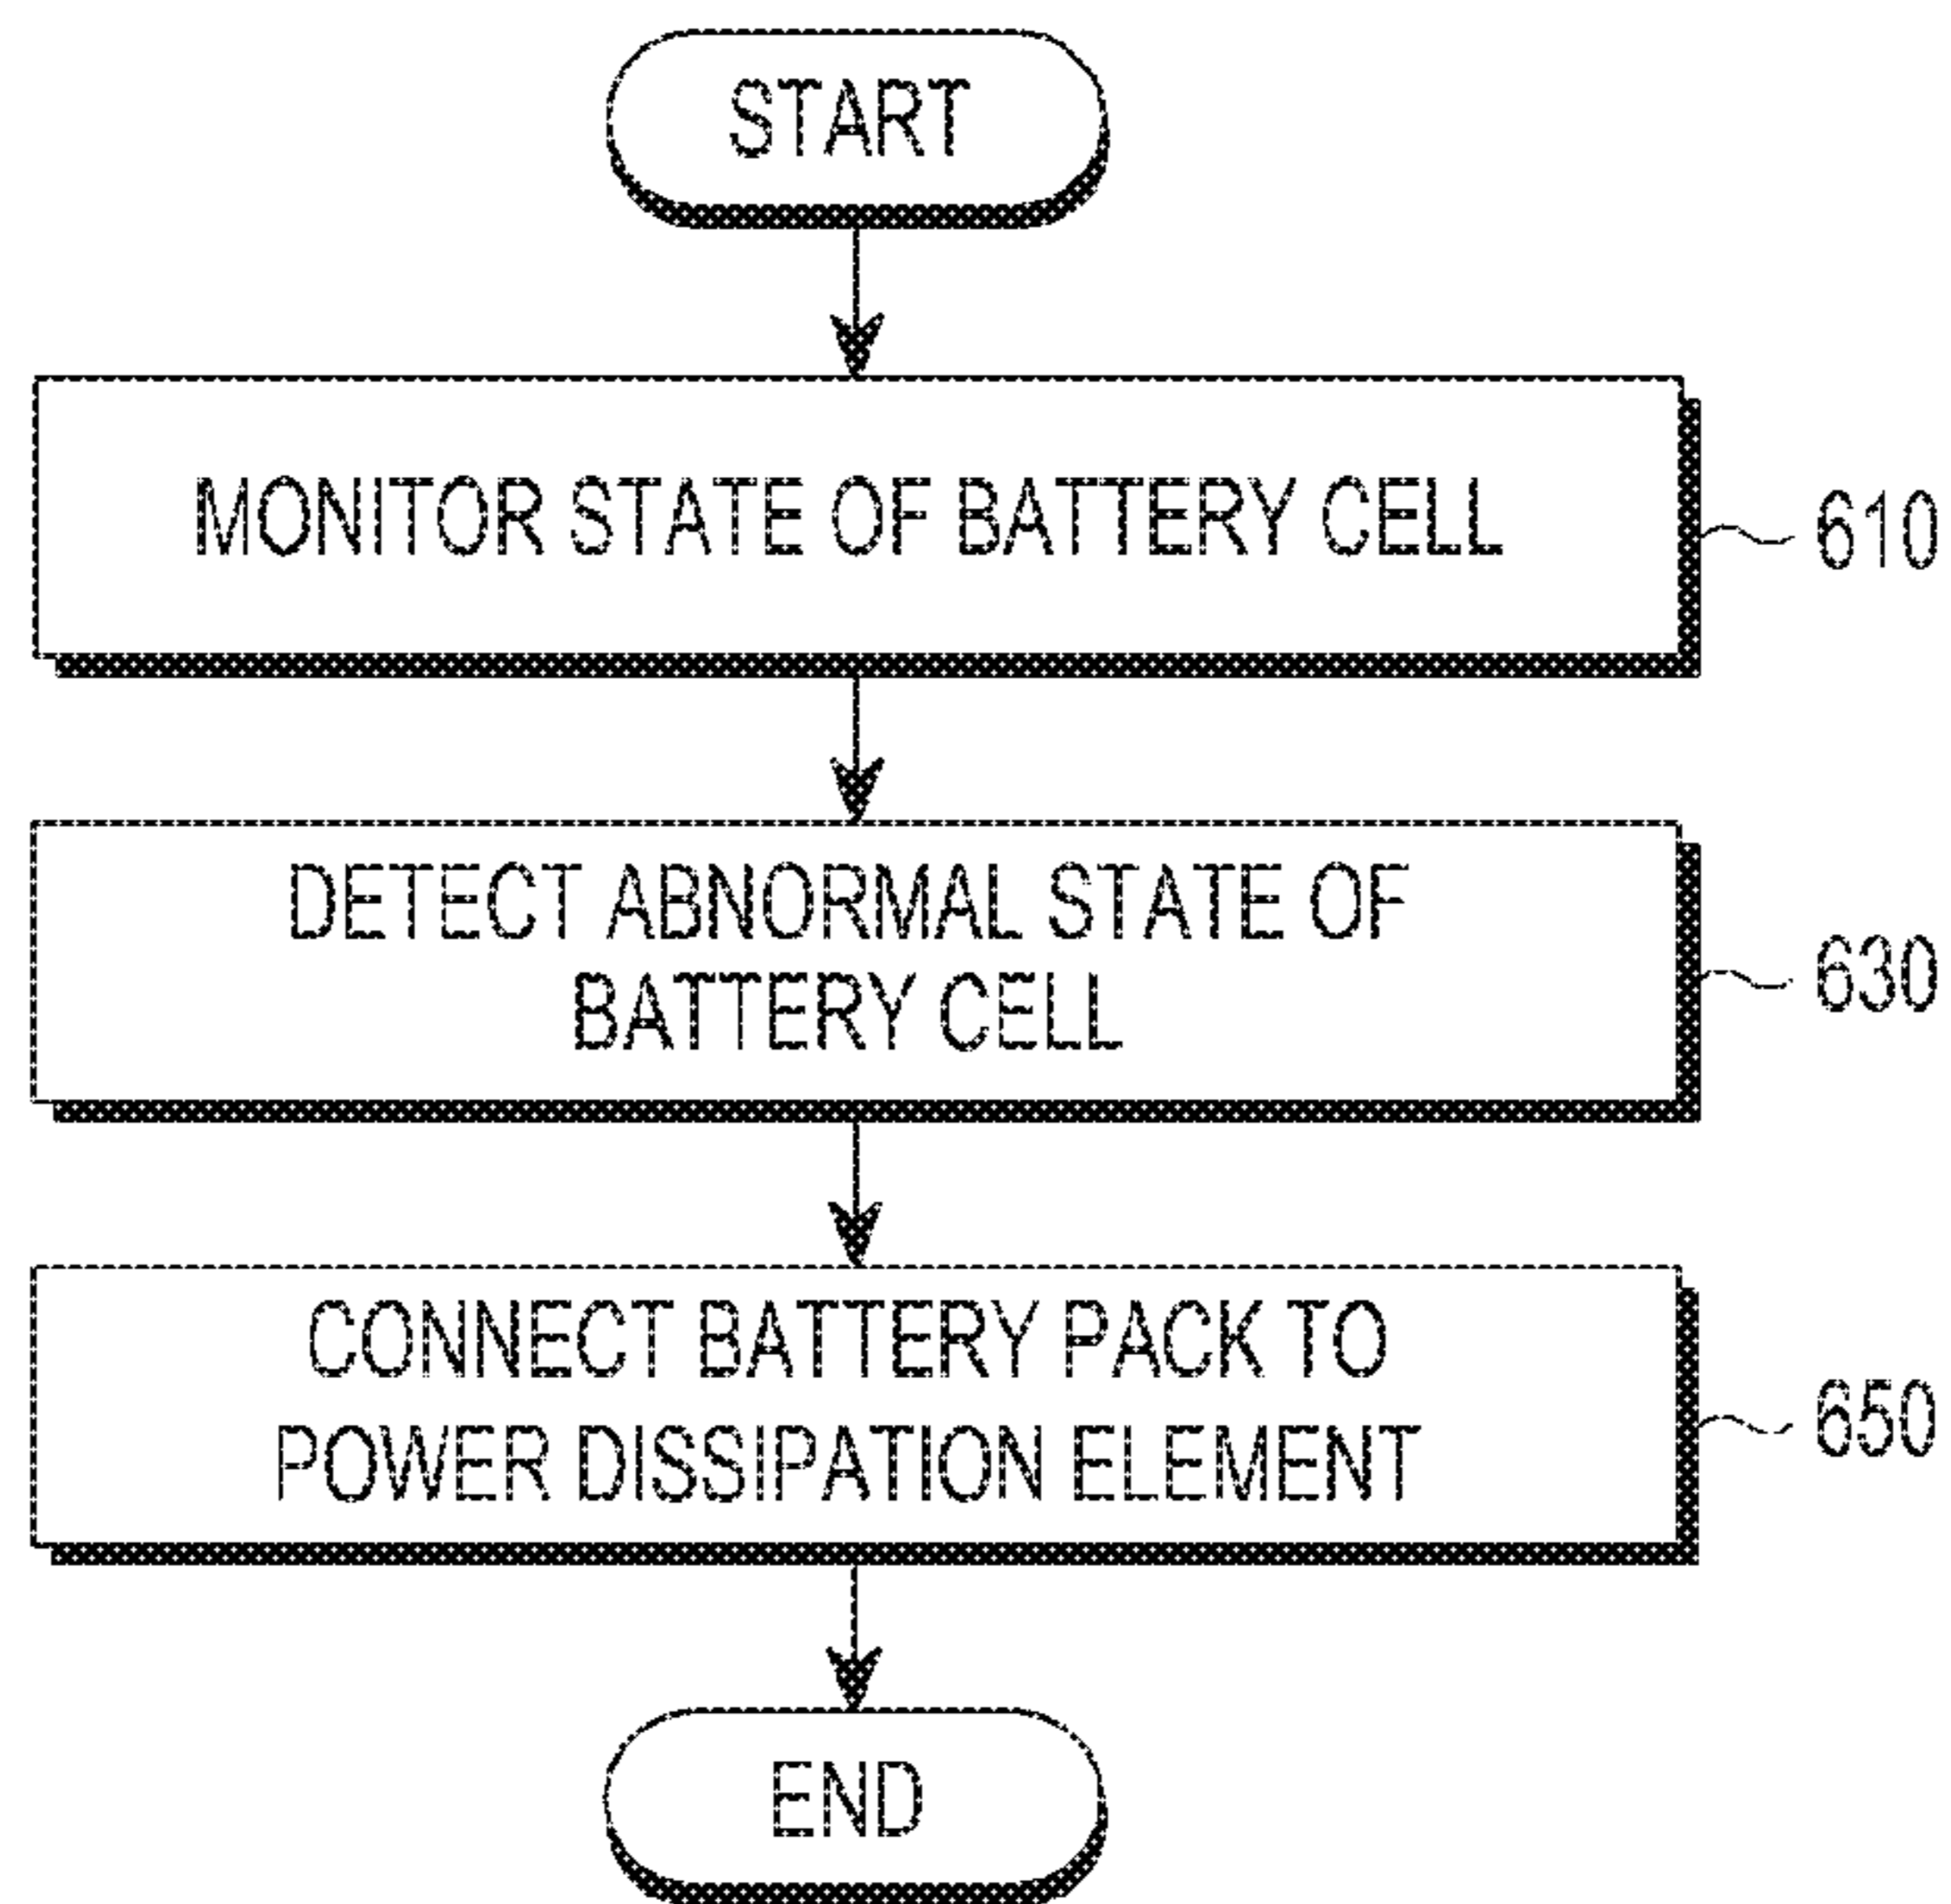 START
MONITOR STATE OF BATTERY CELL
610
DETECT ABNORMAL STATE OF
BATTERY CELL
630
CONNECT BATTERY PACK TO
POWER DISSIPATION ELEMENT
650
END